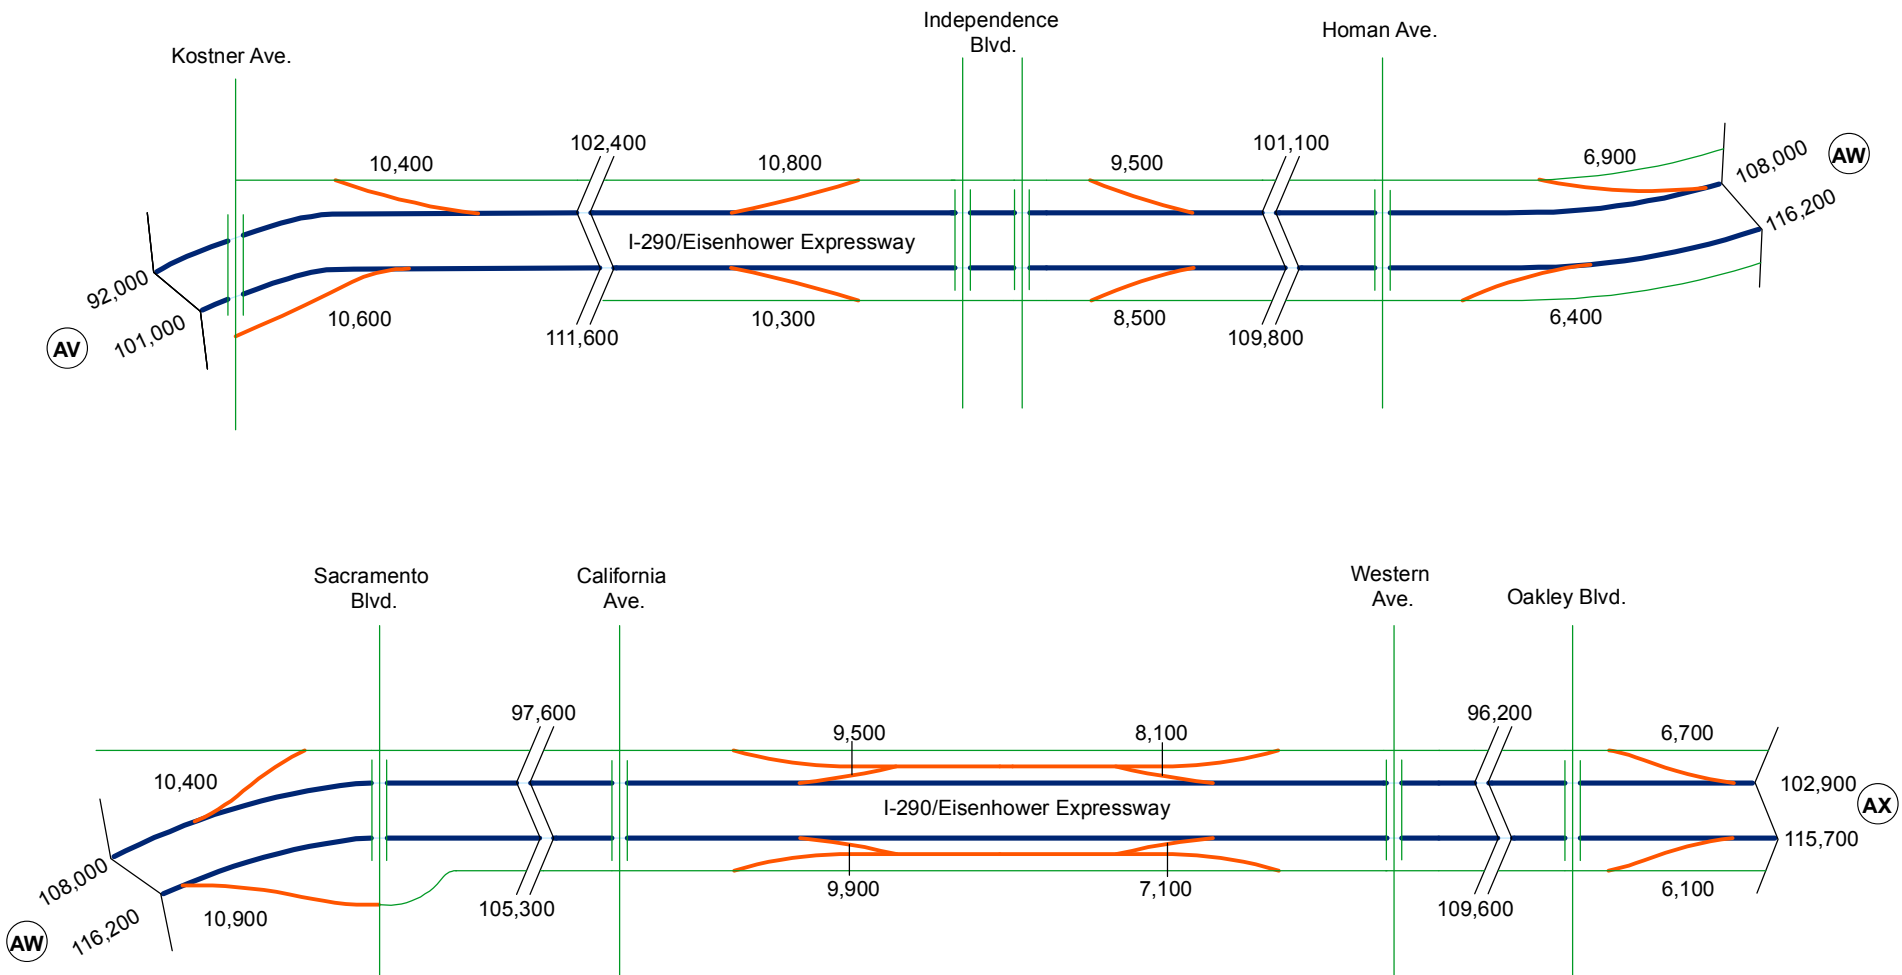 Kostner Ave.
Independence
Blvd.
Homan Ave.
10,400
102,400
10,800
9,500
101,100
6,900
108,000
AW
116,200
I-290/Eisenhower Expressway
92,000
101,000
AV
10,600
111,600
10,300
8,500
109,800
6,400
Sacramento
Blvd.
California
Ave.
Western
Ave.
Oakley Blvd.
97,600
9,500
8,100
96,200
6,700
10,400
102,900
AX
115,700
I-290/Eisenhower Expressway
108,000
116,200
AW
10,900
105,300
9,900
7,100
109,600
6,100